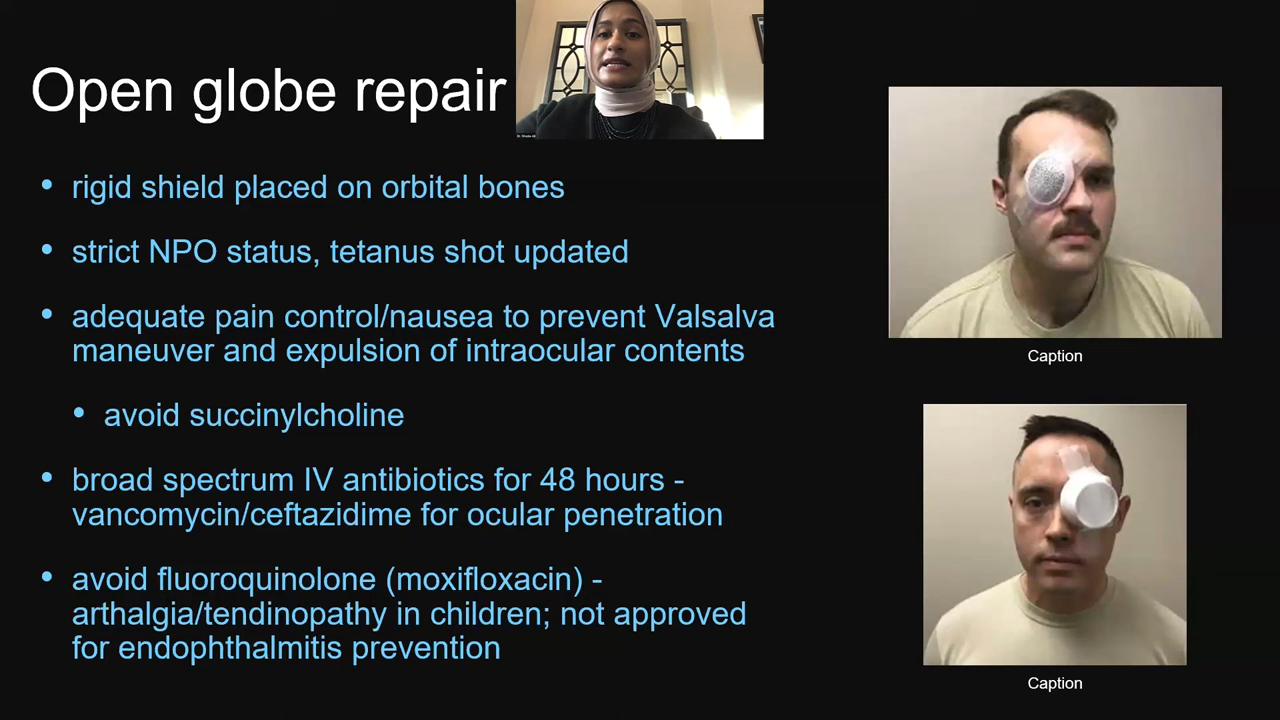 Open globe repair
• rigid shield placed on orbital bones
• strict NPO status, tetanus shot updated
• adequate pain control/nausea to prevent Valsalva
maneuver and expulsion of intraocular contents
• avoid succinylcholine
• broad spectrum IV antibiotics for 48 hours -
vancomycin/ceftazidime for ocular penetration
• avoid fluoroquinolone (moxifloxacin) -
arthalgia/tendinopathy in children; not approved
for endophthalmitis prevention
Caption
Caption